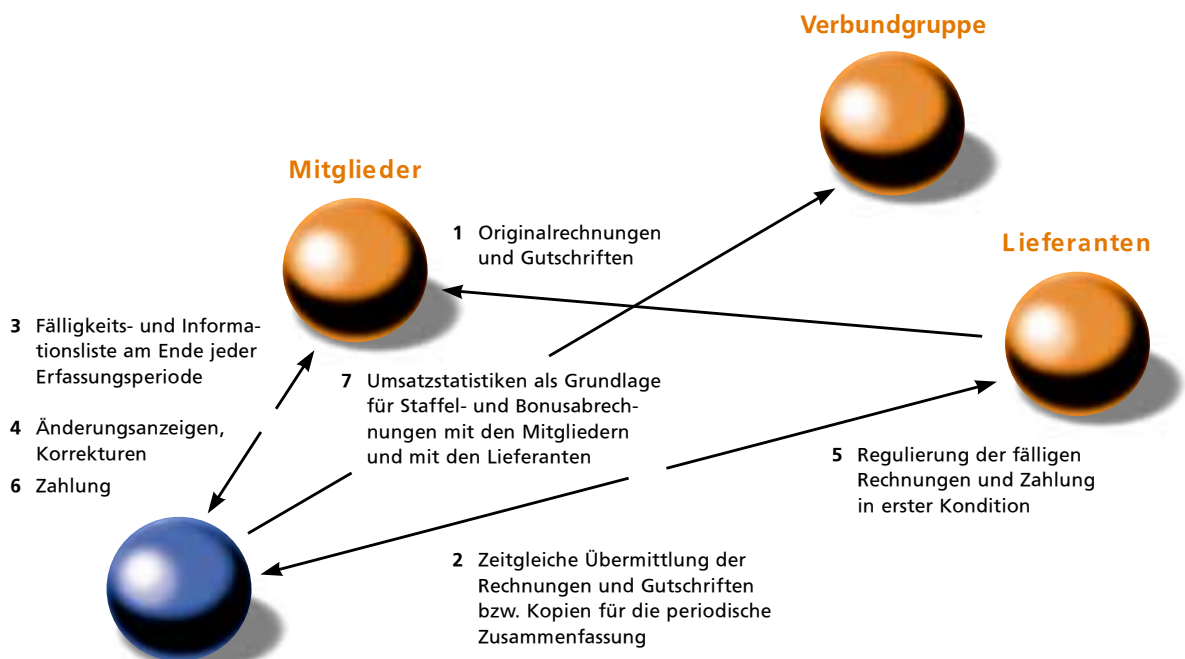 Verbundgruppe
Mitglieder
1 Originalrechnungen
und Gutschriften
Lieferanten
3 Fälligkeits- und Informa-
tionsliste am Ende jeder
Erfassungsperiode
7 Umsatzstatistiken als Grundlage
für Staffel- und Bonusabrech-
nungen mit den Mitgliedern
und mit den Lieferanten
4 Änderungsanzeigen,
Korrekturen
6 Zahlung
5 Regulierung der fälligen
Rechnungen und Zahlung
in erster Kondition
2 Zeitgleiche Übermittlung der
Rechnungen und Gutschriften
bzw. Kopien für die periodische
Zusammenfassung